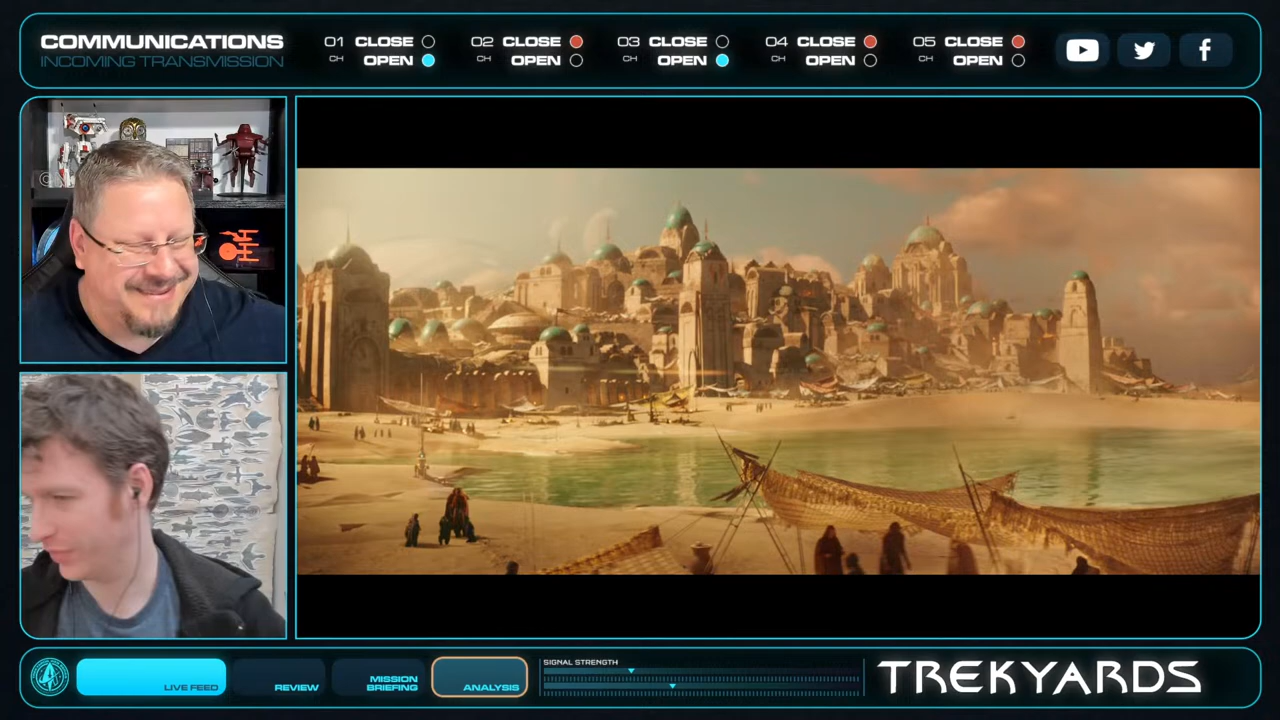 COMMUNICATIONS
INCOMING TRANSMISSION
01 CLOSE
CH OPEN
02 CLOSE
CH OPEN
03 CLOSE
CH OPEN
04 CLOSE
CH OPEN
05 CLOSE
CH OPEN
LIVE FEED
REVIEW
MISSION
BRIEFING
ANALYSIS
SIGNAL STRENGTH
TREKYARDS